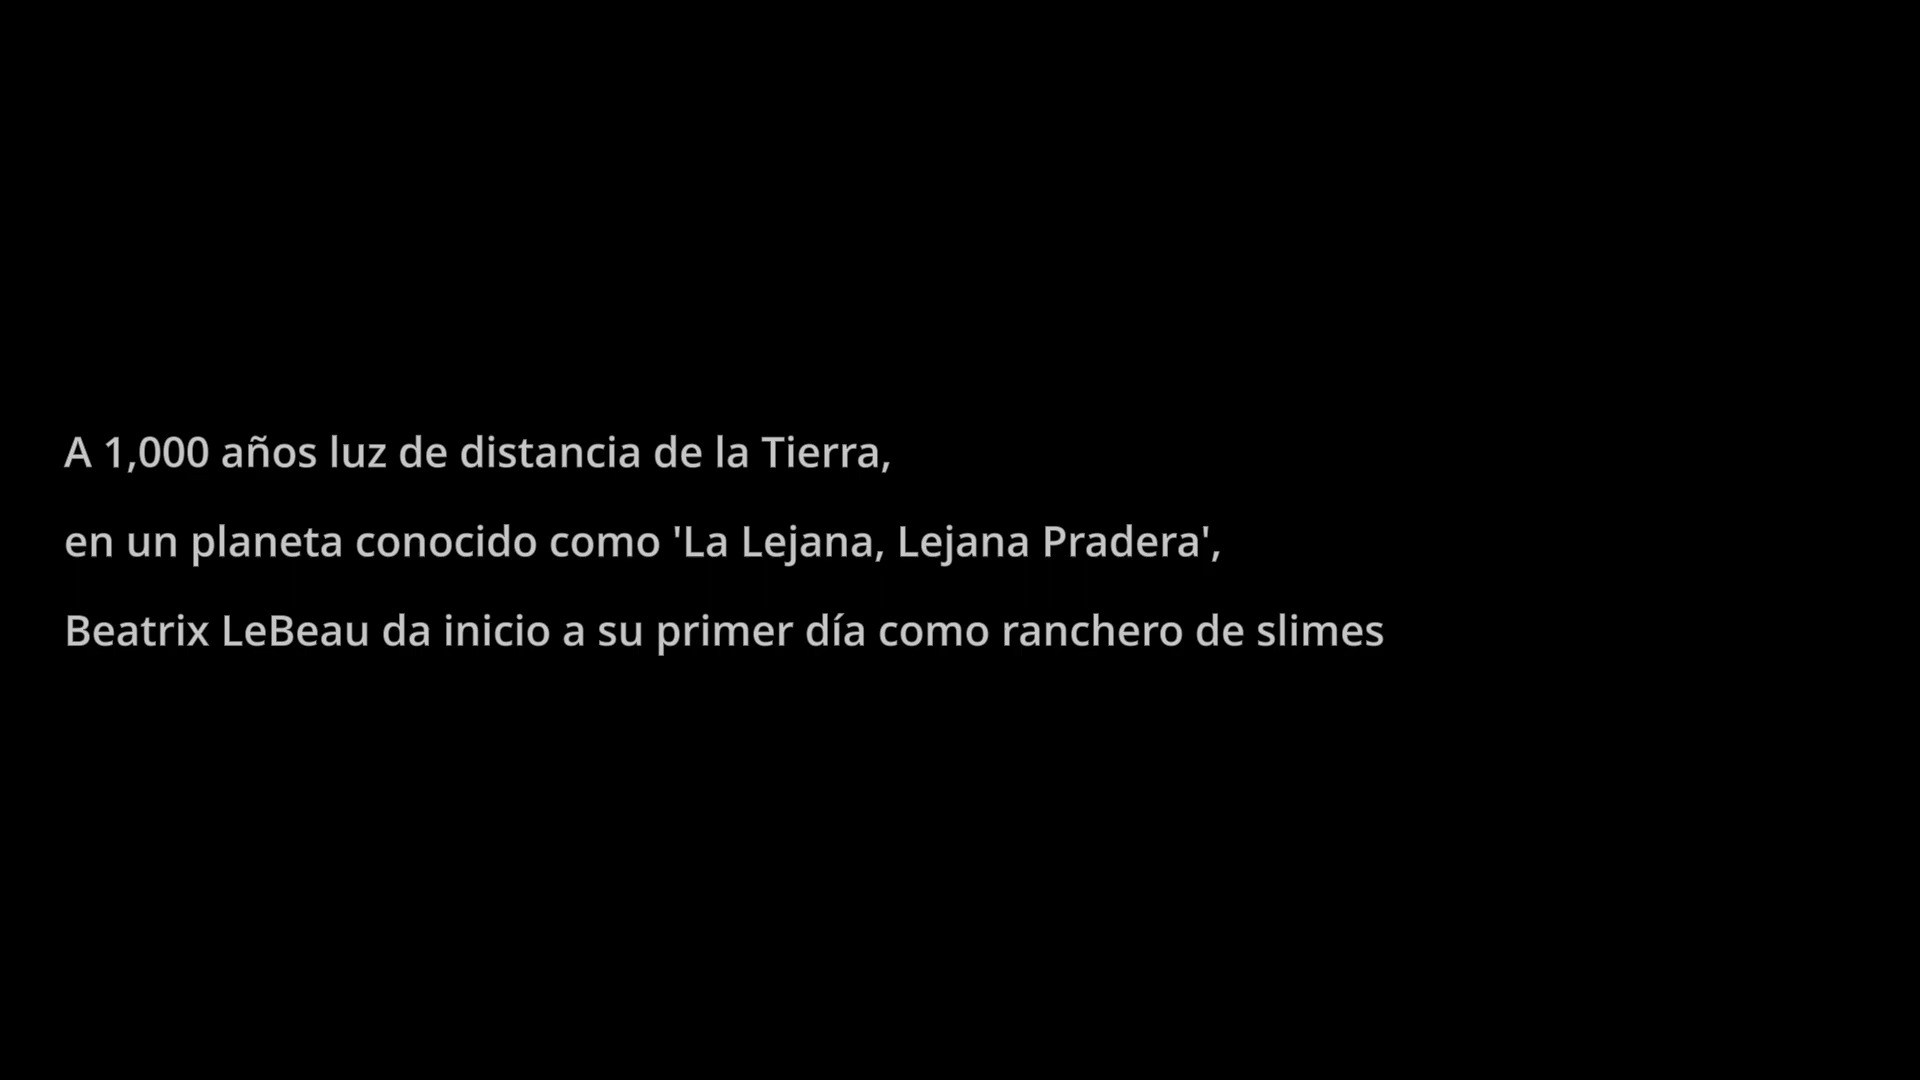 A 1,000 años luz de distancia de la Tierra,
en un planeta conocido como 'La Lejana, Lejana Pradera',
Beatrix LeBeau da inicio a su primer día como ranchero de slimes